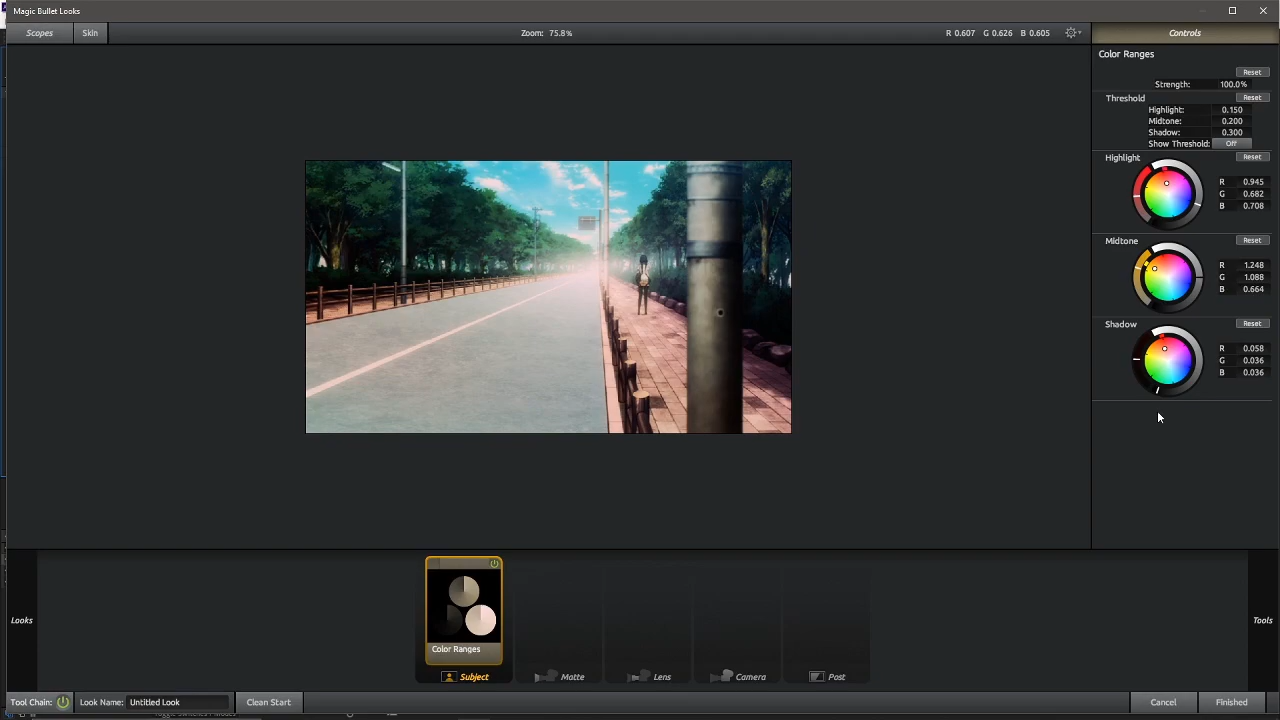 Magic Bullet Looks
Scopes Skin Zoom: 75.8% R 0.607 G 0.626 B 0.605 Controls
Color Ranges
Reset
Strength: 100.0%
Threshold Reset
Highlight: 0.150
Midtone: 0.200
Shadow: 0.300
Show Threshold: Off
Highlight Reset
R 0.945
G 0.682
B 0.708
Midtone Reset
R 1.248
G 1.088
B 0.664
Shadow Reset
R 0.058
G 0.036
B 0.036
Looks
Color Ranges
Subject Matte Lens Camera Post
Tools
Tool Chain: Look Name: Untitled Look Clean Start Cancel Finished